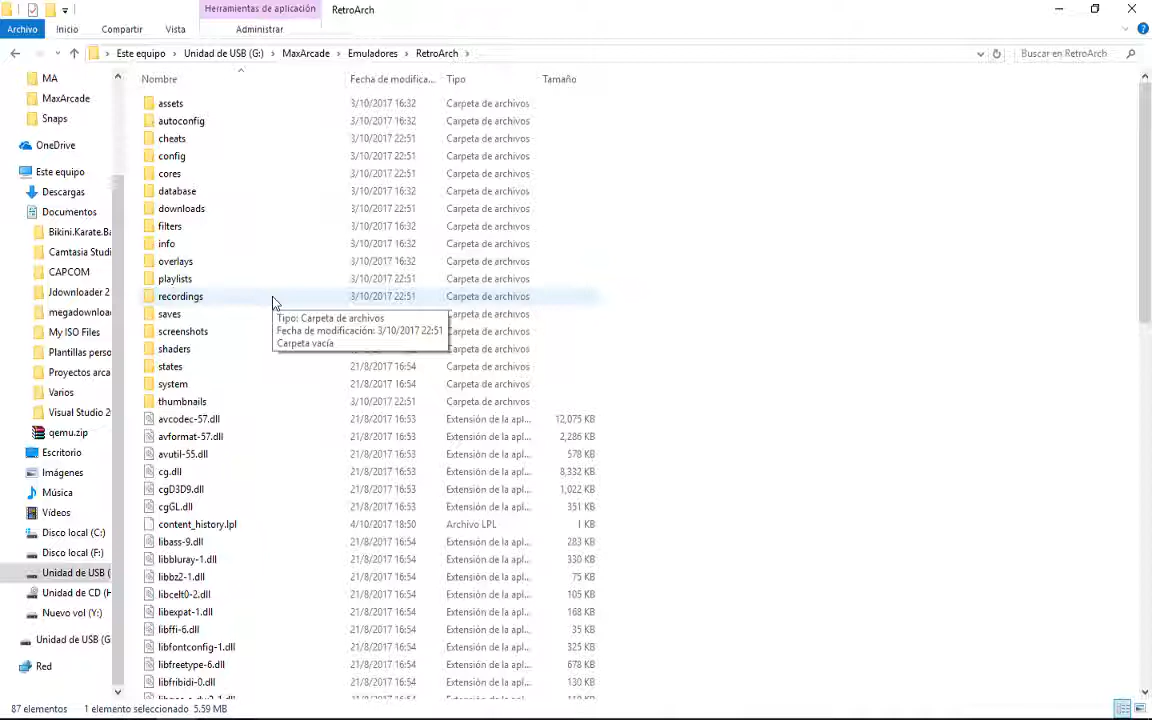 Herramientas de aplicación
RetroArch
Archivo
Inicio
Compartir
Vista
Administrar
Este equipo
Unidad de USB (G:)
MaxArcade
Emuladores
RetroArch
Buscar en RetroArch
MA
MaxArcade
Snaps
OneDrive
Este equipo
Descargas
Documentos
Bikini.Karate.Ba
Camtasia Studi
CAPCOM
Jdownloader 2
megadownload
My ISO Files
Plantillas perso
Proyectos arca
Varios
Visual Studio 2
qemu.zip
Escritorio
Imágenes
Música
Vídeos
Disco local (C:)
Disco local (F:)
Unidad de USB (
Unidad de CD (H
Nuevo vol (Y:)
Unidad de USB (G
Red
Nombre Fecha de modifica... Tipo Tamaño
assets 3/10/2017 16:32 Carpeta de archivos
autoconfig 3/10/2017 16:32 Carpeta de archivos
cheats 3/10/2017 22:51 Carpeta de archivos
config 3/10/2017 22:51 Carpeta de archivos
cores 3/10/2017 22:51 Carpeta de archivos
database 3/10/2017 16:32 Carpeta de archivos
downloads 3/10/2017 22:51 Carpeta de archivos
filters 3/10/2017 16:32 Carpeta de archivos
info 3/10/2017 16:32 Carpeta de archivos
overlays 3/10/2017 16:32 Carpeta de archivos
playlists 3/10/2017 22:51 Carpeta de archivos
recordings 3/10/2017 22:51 Carpeta de archivos
saves Carpeta de archivos
screenshots Carpeta de archivos
shaders Carpeta de archivos
Tipo: Carpeta de archivos
Fecha de modificación: 3/10/2017 22:51
Carpeta vacía
states 21/8/2017 16:54 Carpeta de archivos
system 21/8/2017 16:54 Carpeta de archivos
thumbnails 3/10/2017 22:51 Carpeta de archivos
avcodec-57.dll 21/8/2017 16:53 Extensión de la apl... 12,075 KB
avformat-57.dll 21/8/2017 16:53 Extensión de la apl... 2,286 KB
avutil-55.dll 21/8/2017 16:53 Extensión de la apl... 578 KB
cg.dll 21/8/2017 16:53 Extensión de la apl... 8,332 KB
cgD3D9.dll 21/8/2017 16:53 Extensión de la apl... 1,022 KB
cgGL.dll 21/8/2017 16:53 Extensión de la apl... 351 KB
content_history.lpl 4/10/2017 18:50 Archivo LPL 1 KB
libass-9.dll 21/8/2017 16:53 Extensión de la apl... 283 KB
libbluray-1.dll 21/8/2017 16:54 Extensión de la apl... 330 KB
libbz2-1.dll 21/8/2017 16:54 Extensión de la apl... 75 KB
libcelt0-2.dll 21/8/2017 16:54 Extensión de la apl... 105 KB
libexpat-1.dll 21/8/2017 16:54 Extensión de la apl... 168 KB
libffi-6.dll 21/8/2017 16:54 Extensión de la apl... 35 KB
libfontconfig-1.dll 21/8/2017 16:54 Extensión de la apl... 325 KB
libfreetype-6.dll 21/8/2017 16:54 Extensión de la apl... 678 KB
libfribidi-0.dll 21/8/2017 16:54 Extensión de la apl... 130 KB
87 elementos 1 elemento seleccionado 5.59 MB